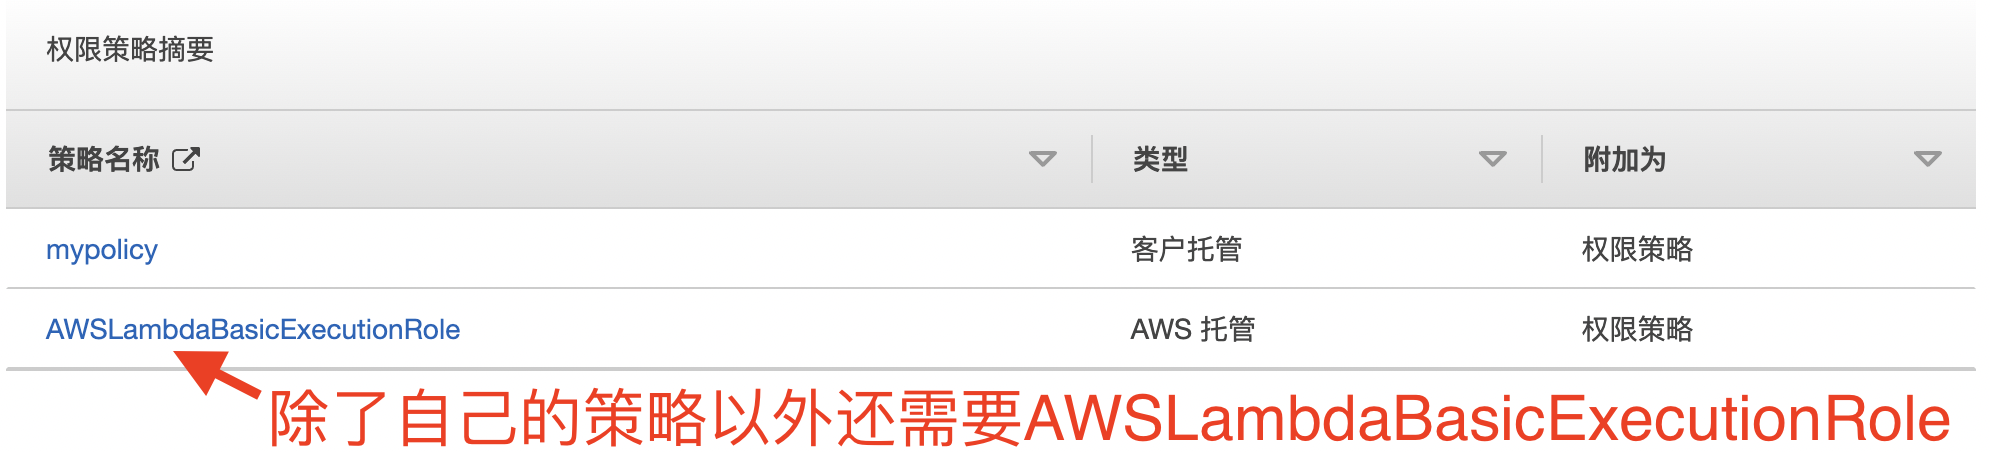 权限策略摘要
策略名称 类型 附加为
mypolicy 客户托管 权限策略
AWSLambdaBasicExecutionRole AWS 托管 权限策略
除了自己的策略以外还需要AWSLambdaBasicExecutionRole